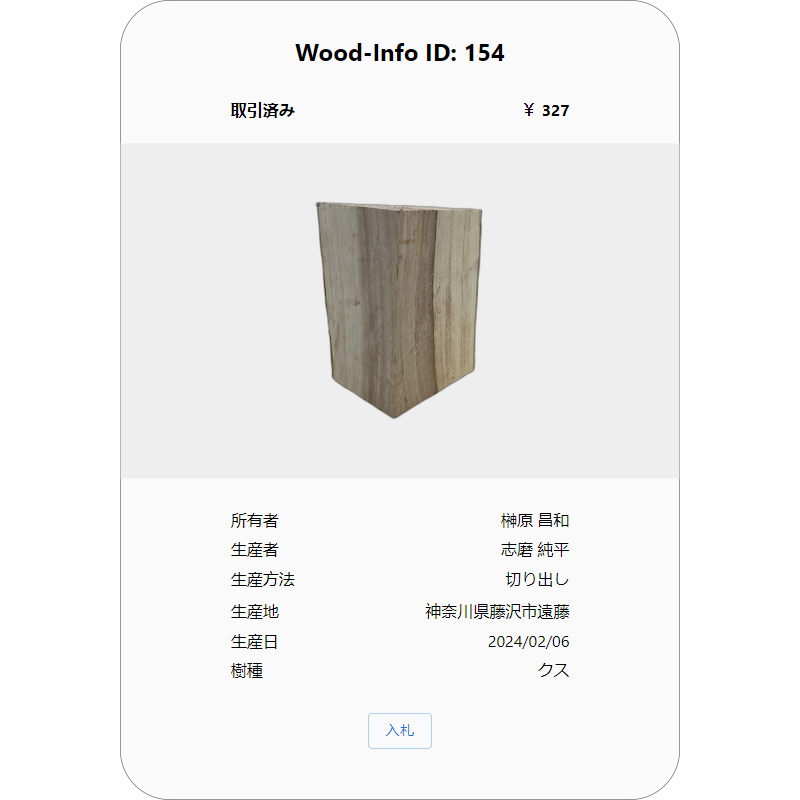 Wood-Info ID: 154
取引済み ￥ 327
所有者 榊原 昌和
生産者 志磨 純平
生産方法 切り出し
生産地 神奈川県藤沢市遠藤
生産日 2024/02/06
樹種 クス
入札